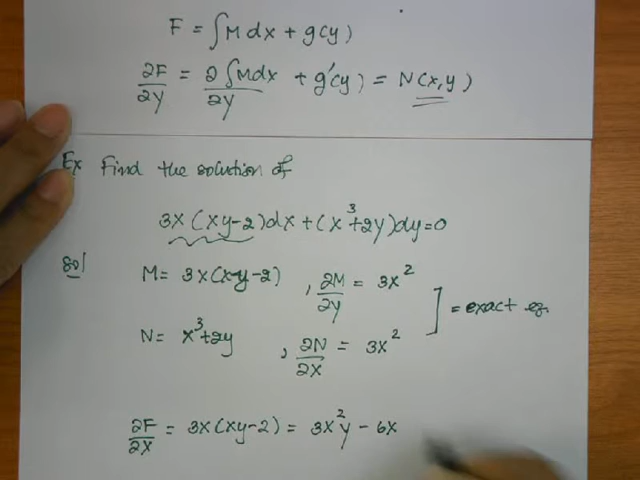 F = ∫Mdx + g(y)
∂F/∂y = ∂∫Mdx/∂y + g'(y) = N(x,y)
Ex Find the solution of
3x(xy-2)dx + (x³+2y)dy=0
Sol
M = 3x(xy-2) , ∂M/∂y = 3x²
] = exact eq.
N = x³+2y , ∂N/∂x = 3x²
∂F/∂x = 3x(xy-2) = 3x²y - 6x